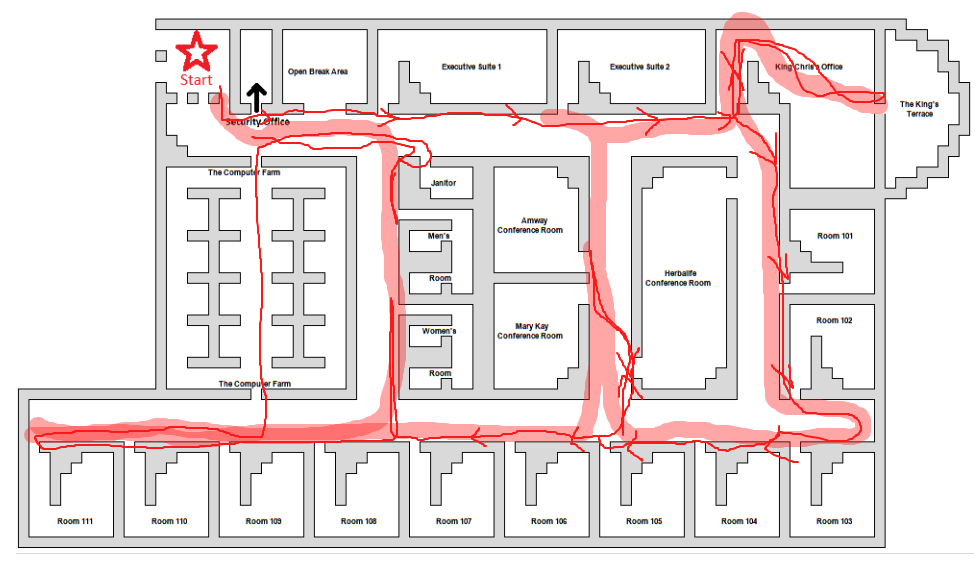 Start
Open Break Area
Executive Suite 1
Executive Suite 2
King Chris's Office
The King's
Terrace
Security Office
The Computer Farm
Janitor
Men's
Room
Amway
Conference Room
Herbalife
Conference Room
Room 101
Women's
Room
Mary Kay
Conference Room
Room 102
The Computer Farm
Room 111
Room 110
Room 109
Room 108
Room 107
Room 106
Room 105
Room 104
Room 103